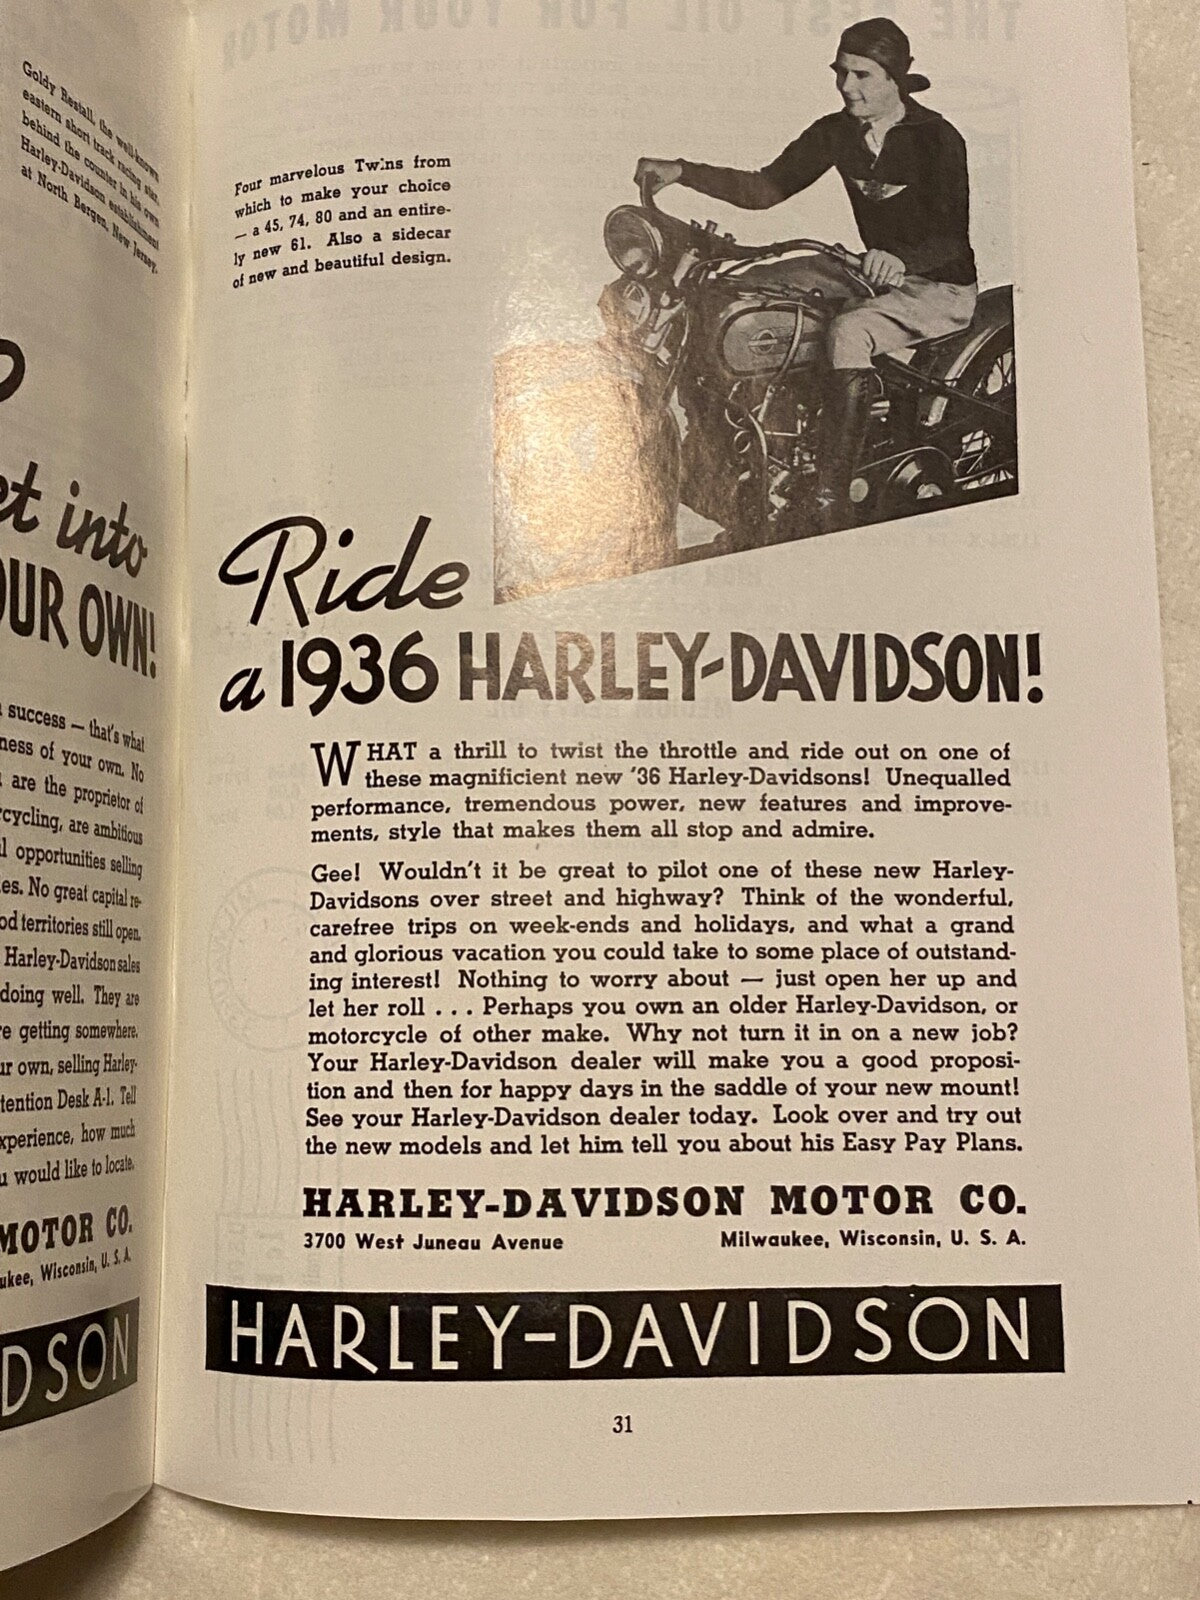 Goldy Restall, the well-known
eastern short track racing star,
behind the counter in his own
Harley-Davidson establishment
at North Bergen, New Jersey.
into
OUR OWN!
success — that's what
ness of your own. No
are the proprietor of
cycling, are ambitious
opportunities selling
es. No great capital re-
od territories still open.
Harley-Davidson sales
doing well. They are
re getting somewhere.
ur own, selling Harley-
tention Desk A-1. Tell
xperience, how much
u would like to locate.
MOTOR CO.
ukee, Wisconsin, U. S. A.
DSON
Four marvelous Twins from
which to make your choice
— a 45, 74, 80 and an entire-
ly new 61. Also a sidecar
of new and beautiful design.
Ride
a 1936 HARLEY-DAVIDSON!
WHAT a thrill to twist the throttle and ride out on one of
these magnificient new '36 Harley-Davidsons! Unequalled
performance, tremendous power, new features and improve-
ments, style that makes them all stop and admire.
Gee! Wouldn't it be great to pilot one of these new Harley-
Davidsons over street and highway? Think of the wonderful,
carefree trips on week-ends and holidays, and what a grand
and glorious vacation you could take to some place of outstand-
ing interest! Nothing to worry about — just open her up and
let her roll . . . Perhaps you own an older Harley-Davidson, or
motorcycle of other make. Why not turn it in on a new job?
Your Harley-Davidson dealer will make you a good proposi-
tion and then for happy days in the saddle of your new mount!
See your Harley-Davidson dealer today. Look over and try out
the new models and let him tell you about his Easy Pay Plans.
HARLEY-DAVIDSON MOTOR CO.
3700 West Juneau Avenue Milwaukee, Wisconsin, U. S. A.
HARLEY-DAVIDSON
31